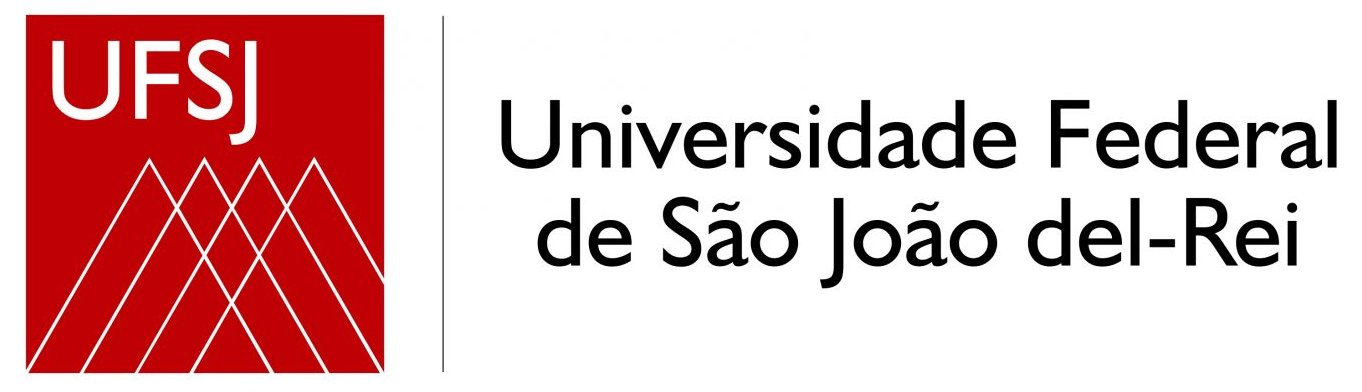 UFSJ
Universidade Federal
de São João del-Rei